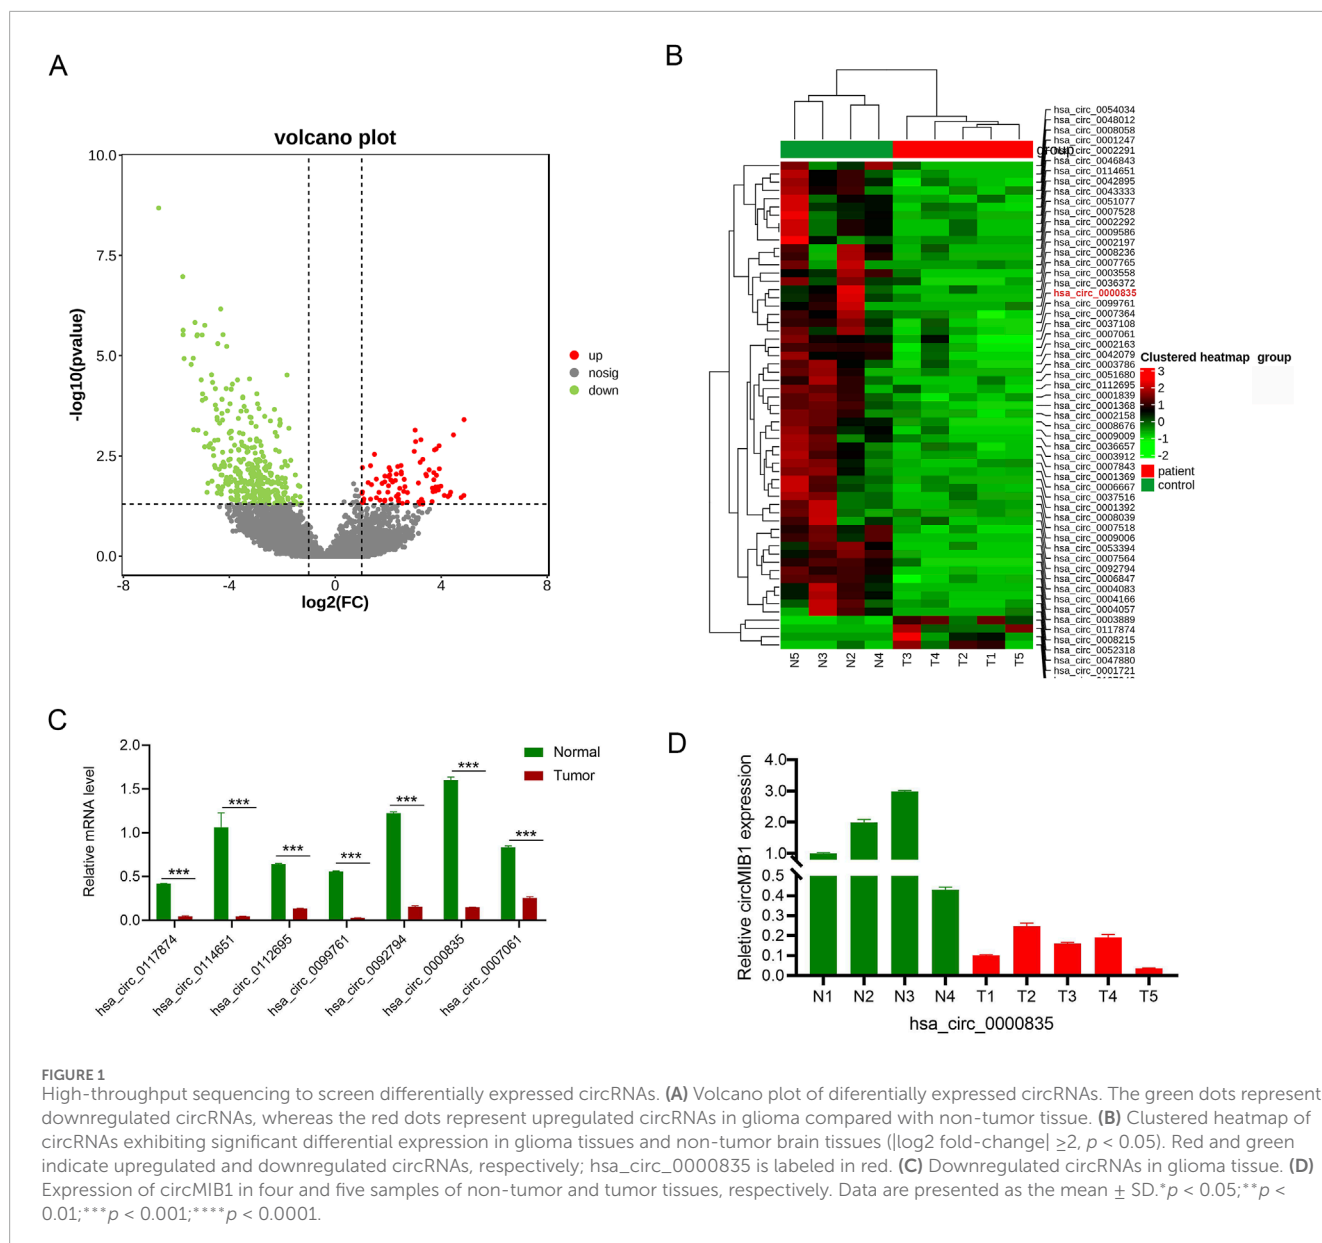 A
volcano plot
10.0
7.5
5.0
2.5
0.0
-log10(pvalue)
-8
-4
0
4
8
log2(FC)
up
nosig
down
B
group
hsa_circ_0054034
hsa_circ_0048012
hsa_circ_0008058
hsa_circ_0001247
hsa_circ_0002291
hsa_circ_0046843
hsa_circ_0114651
hsa_circ_0042895
hsa_circ_0043333
hsa_circ_0051077
hsa_circ_0007528
hsa_circ_0002292
hsa_circ_0009586
hsa_circ_0002197
hsa_circ_0008236
hsa_circ_0007765
hsa_circ_0003558
hsa_circ_0036372
hsa_circ_0000835
hsa_circ_0099761
hsa_circ_0007364
hsa_circ_0037108
hsa_circ_0007061
hsa_circ_0002163
hsa_circ_0042079
hsa_circ_0003786
hsa_circ_0051680
hsa_circ_0112695
hsa_circ_0001839
hsa_circ_0001368
hsa_circ_0002158
hsa_circ_0008676
hsa_circ_0009009
hsa_circ_0036657
hsa_circ_0003912
hsa_circ_0007843
hsa_circ_0001369
hsa_circ_0006667
hsa_circ_0037516
hsa_circ_0001392
hsa_circ_0008039
hsa_circ_0007518
hsa_circ_0009006
hsa_circ_0053394
hsa_circ_0007564
hsa_circ_0092794
hsa_circ_0006847
hsa_circ_0004083
hsa_circ_0004166
hsa_circ_0004057
hsa_circ_0003889
hsa_circ_0117874
hsa_circ_0008215
hsa_circ_0052318
hsa_circ_0047880
hsa_circ_0001721
N5 N3 N2 N4 T3 T4 T2 T1 T5
Clustered heatmap group
3
2
1
0
-1
-2
patient
control
C
Relative mRNA level
2.0
1.5
1.0
0.5
0.0
*** *** *** *** *** *** ***
Normal
Tumor
hsa_circ_0117874
hsa_circ_0114651
hsa_circ_0112695
hsa_circ_0099761
hsa_circ_0092794
hsa_circ_0000835
hsa_circ_0007061
D
Reletive circMIB1 expression
4.0
3.0
2.0
1.0
0.5
0.4
0.3
0.2
0.1
0.0
N1 N2 N3 N4 T1 T2 T3 T4 T5
hsa_circ_0000835
FIGURE 1
High-throughput sequencing to screen differentially expressed circRNAs. (A) Volcano plot of diferentially expressed circRNAs. The green dots represent
downregulated circRNAs, whereas the red dots represent upregulated circRNAs in glioma compared with non-tumor tissue. (B) Clustered heatmap of
circRNAs exhibiting significant differential expression in glioma tissues and non-tumor brain tissues (|log2 fold-change| ≥2, p < 0.05). Red and green
indicate upregulated and downregulated circRNAs, respectively; hsa_circ_0000835 is labeled in red. (C) Downregulated circRNAs in glioma tissue. (D)
Expression of circMIB1 in four and five samples of non-tumor and tumor tissues, respectively. Data are presented as the mean ± SD.*p < 0.05;**p <
0.01;***p < 0.001;****p < 0.0001.